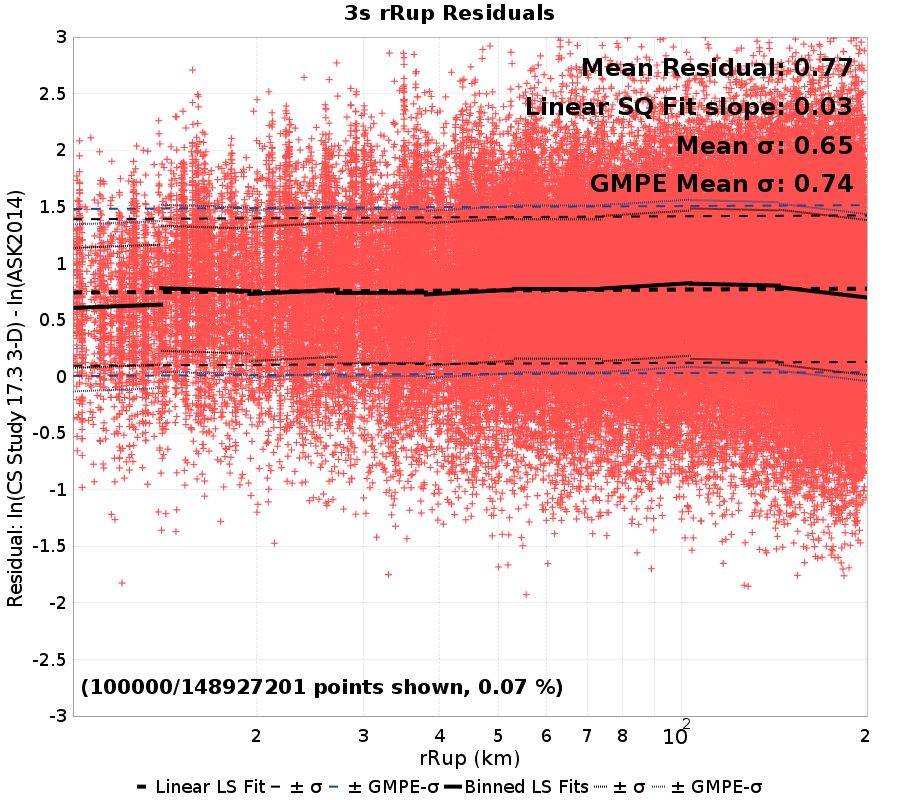 3s rRup Residuals
Residual: ln(CS Study 17.3 3-D) - ln(ASK2014)
3
2.5
2
1.5
1
0.5
0
-0.5
-1
-1.5
-2
-2.5
-3
Mean Residual: 0.77
Linear SQ Fit slope: 0.03
Mean σ: 0.65
GMPE Mean σ: 0.74
(100000/148927201 points shown, 0.07 %)
2 3 4 5 6 7 8 10² 2
rRup (km)
Linear LS Fit ± σ ± GMPE-σ Binned LS Fits ± σ ± GMPE-σ